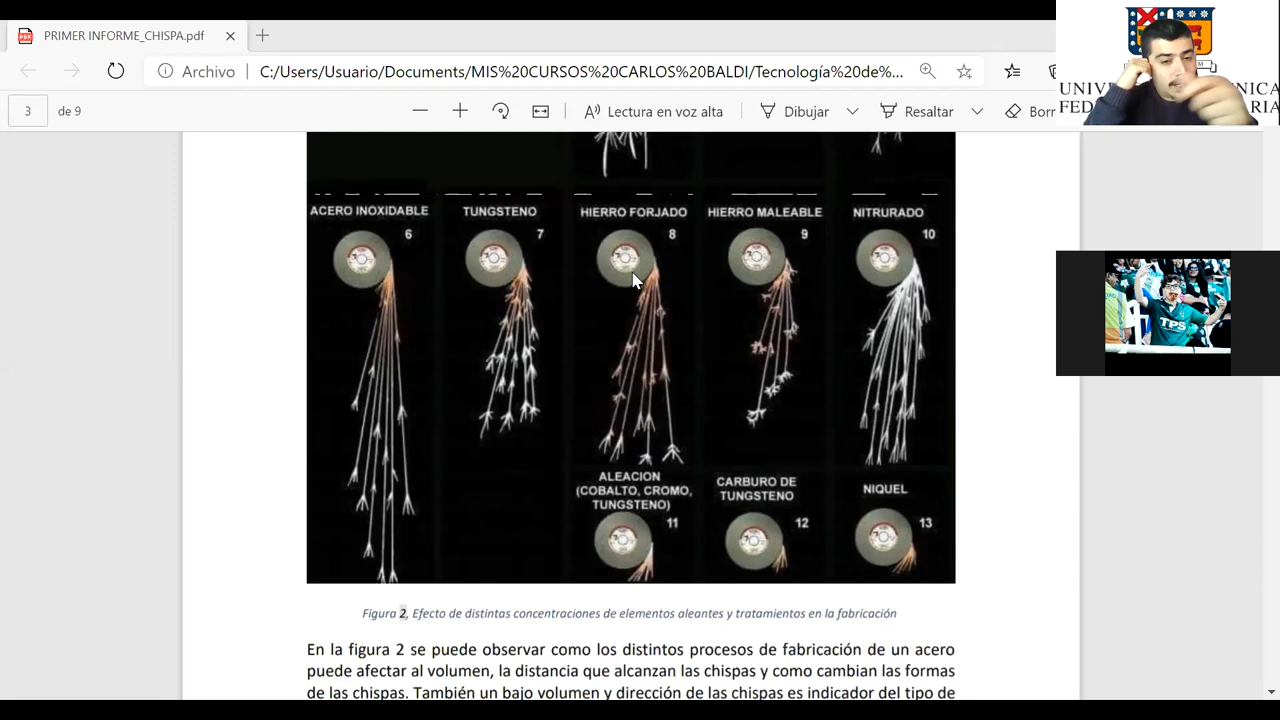 PRIMER INFORME_CHISPA.pdf
Archivo
C:/Users/Usuario/Documents/MIS%20CURSOS%20CARLOS%20BALDI/Tecnología%20de%...
3 de 9
Lectura en voz alta
Dibujar
Resaltar
Borr
ACERO INOXIDABLE
6
TUNGSTENO
7
HIERRO FORJADO
8
HIERRO MALEABLE
9
NITRURADO
10
ALEACION
(COBALTO, CROMO,
TUNGSTENO)
11
CARBURO DE
TUNGSTENO
12
NIQUEL
13
Figura 2, Efecto de distintas concentraciones de elementos aleantes y tratamientos en la fabricación
En la figura 2 se puede observar como los distintos procesos de fabricación de un acero
puede afectar al volumen, la distancia que alcanzan las chispas y como cambian las formas
de las chispas. También un bajo volumen y dirección de las chispas es indicador del tipo de
UNIV NICA
FEDE ARIA
TPS